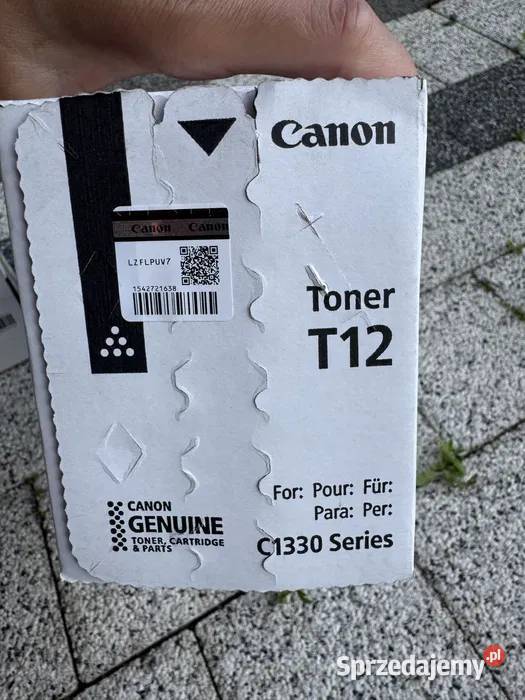 Canon
Canon Canon
LZFLPUV7
1542721638
Toner
T12
CANON
GENUINE
TONER, CARTRIDGE
& PARTS
For: Pour: Für:
Para: Per:
C1330 Series
Sprzedajemy.pl